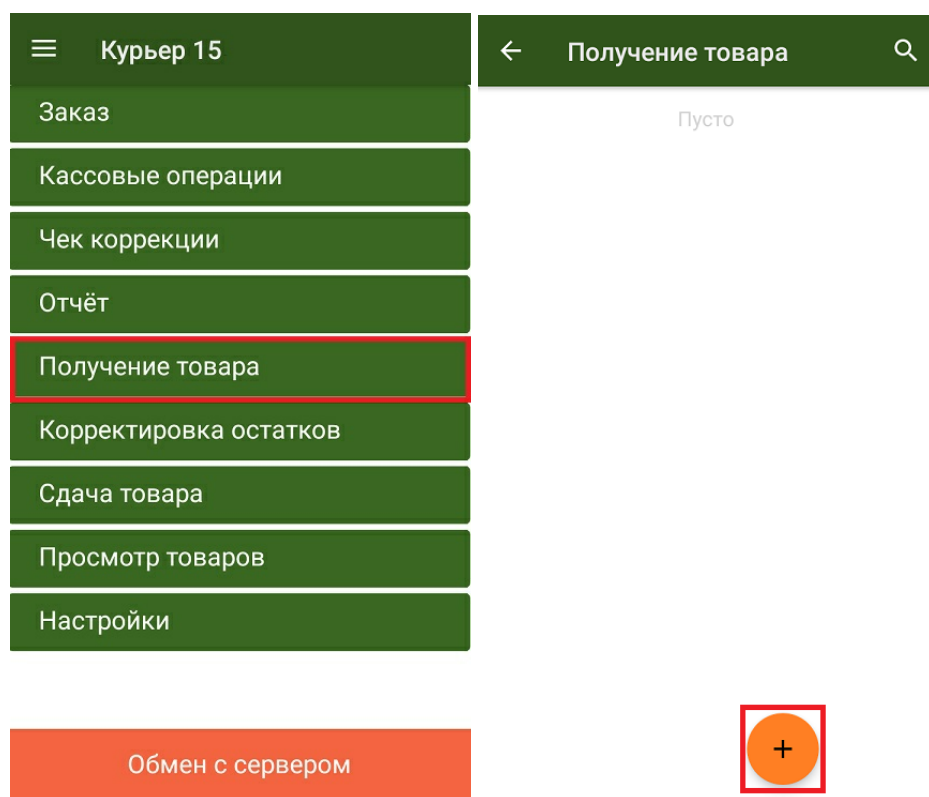 Курьер 15
Заказ
Кассовые операции
Чек коррекции
Отчёт
Получение товара
Корректировка остатков
Сдача товара
Просмотр товаров
Настройки
Обмен с сервером
Получение товара
Пусто
+